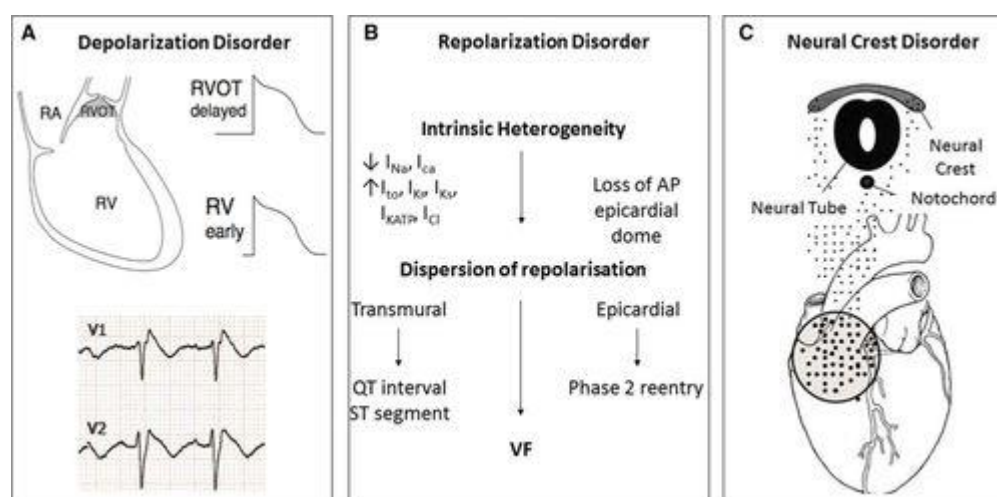 A
Depolarization Disorder
RVOT
delayed
RA
RVOT
RV
RV
early
V1
V2
B
Repolarization Disorder
Intrinsic Heterogeneity
↓ INa, Ica
↑ Ito, IKr, IKs,
IKATP, ICl
Loss of AP
epicardial
dome
Dispersion of repolarisation
Transmural
Epicardial
QT interval
ST segment
Phase 2 reentry
VF
C
Neural Crest Disorder
Neural
Crest
Notochord
Neural Tube